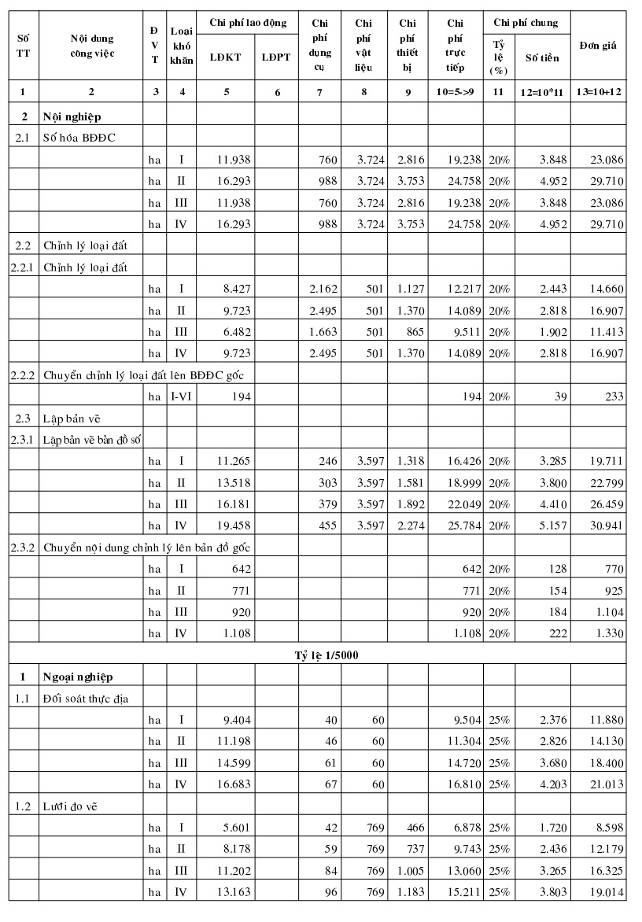 Số TT | Nội dung công việc | Đ V T | Loại khó khăn | Chi phí lao động | Chi phí dụng cụ | Chi phí vật liệu | Chi phí thiết bị | Chi phí trực tiếp | Chi phí chung | Đơn giá
LĐKT | LĐPT | Tỷ lệ (%) | Số tiền
1 | 2 | 3 | 4 | 5 | 6 | 7 | 8 | 9 | 10=5->9 | 11 | 12=10*11 | 13=10+12
2 Nội nghiệp
2.1 Số hóa BĐĐC
ha I 11.938 760 3.724 2.816 19.238 20% 3.848 23.086
ha II 16.293 988 3.724 3.753 24.758 20% 4.952 29.710
ha III 11.938 760 3.724 2.816 19.238 20% 3.848 23.086
ha IV 16.293 988 3.724 3.753 24.758 20% 4.952 29.710
2.2 Chỉnh lý loại đất
2.2.1 Chỉnh lý loại đất
ha I 8.427 2.162 501 1.127 12.217 20% 2.443 14.660
ha II 9.723 2.495 501 1.370 14.089 20% 2.818 16.907
ha III 6.482 1.663 501 865 9.511 20% 1.902 11.413
ha IV 9.723 2.495 501 1.370 14.089 20% 2.818 16.907
2.2.2 Chuyển chỉnh lý loại đất lên BĐĐC gốc
ha I-VI 194 194 20% 39 233
2.3 Lập bản vẽ
2.3.1 Lập bản vẽ bản đồ số
ha I 11.265 246 3.597 1.318 16.426 20% 3.285 19.711
ha II 13.518 303 3.597 1.581 18.999 20% 3.800 22.799
ha III 16.181 379 3.597 1.892 22.049 20% 4.410 26.459
ha IV 19.458 455 3.597 2.274 25.784 20% 5.157 30.941
2.3.2 Chuyển nội dung chỉnh lý lên bản đồ gốc
ha I 642 642 20% 128 770
ha II 771 771 20% 154 925
ha III 920 920 20% 184 1.104
ha IV 1.108 1.108 20% 222 1.330
Tỷ lệ 1/5000
1 Ngoại nghiệp
1.1 Đối soát thực địa
ha I 9.404 40 60 9.504 25% 2.376 11.880
ha II 11.198 46 60 11.304 25% 2.826 14.130
ha III 14.599 61 60 14.720 25% 3.680 18.400
ha IV 16.683 67 60 16.810 25% 4.203 21.013
1.2 Lưới đo vẽ
ha I 5.601 42 769 466 6.878 25% 1.720 8.598
ha II 8.178 59 769 737 9.743 25% 2.436 12.179
ha III 11.202 84 769 1.005 13.060 25% 3.265 16.325
ha IV 13.163 96 769 1.183 15.211 25% 3.803 19.014